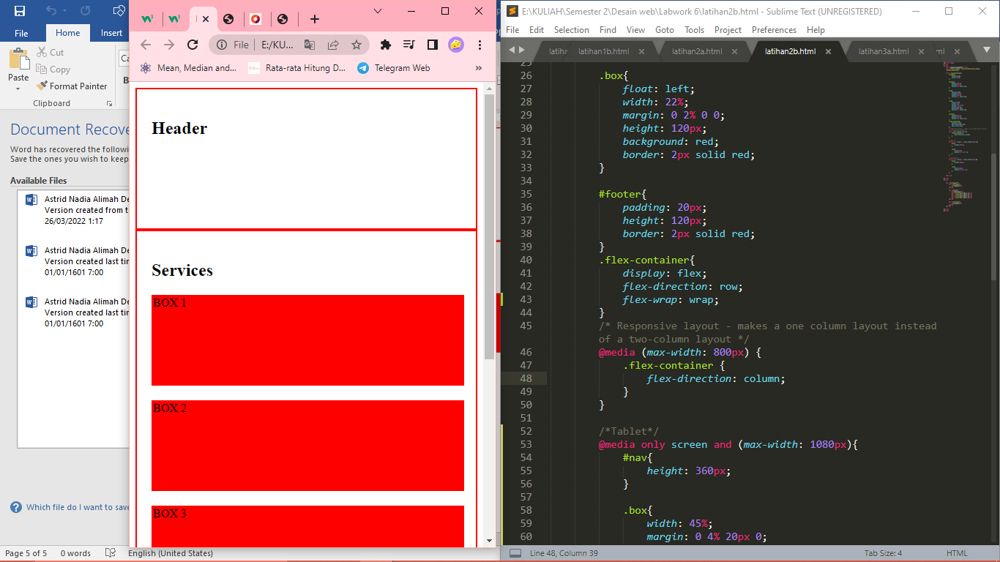 File
Home
Insert
Paste
Cut
Copy
Format Painter
Clipboard
Ca
B
Document Recove
Word has recovered the followi
Save the ones you wish to keep
Available Files
Astrid Nadia Alimah De
Version created from t
26/03/2022 1:17
Astrid Nadia Alimah De
Version created last tin
01/01/1601 7:00
Astrid Nadia Alimah De
Version created last tin
01/01/1601 7:00
Which file do I want to save
Page 5 of 5 0 words English (United States)
File E:/KU...
Mean, Median and... Rata-rata Hitung D... Telegram Web »
Header
Services
BOX 1
BOX 2
BOX 3
E:\KULIAH\Semester 2\Desain web\Labwork 6\latihan2b.html - Sublime Text (UNREGISTERED)
File Edit Selection Find View Goto Tools Project Preferences Help
latiha latihan1b.html latihan2a.html latihan2b.html latihan3a.html ml
25
26 .box{
27 float: left;
28 width: 22%;
29 margin: 0 2% 0 0;
30 height: 120px;
31 background: red;
32 border: 2px solid red;
33 }
34
35 #footer{
36 padding: 20px;
37 height: 120px;
38 border: 2px solid red;
39 }
40 .flex-container{
41 display: flex;
42 flex-direction: row;
43 flex-wrap: wrap;
44 }
45 /* Responsive layout - makes a one column layout instead
of a two-column layout */
46 @media (max-width: 800px) {
47 .flex-container {
48 flex-direction: column;
49 }
50 }
51
52 /*Tablet*/
53 @media only screen and (max-width: 1080px){
54 #nav{
55 height: 360px;
56 }
57
58 .box{
59 width: 45%;
60 margin: 0 4% 20px 0;
Line 48, Column 39 Tab Size: 4 HTML